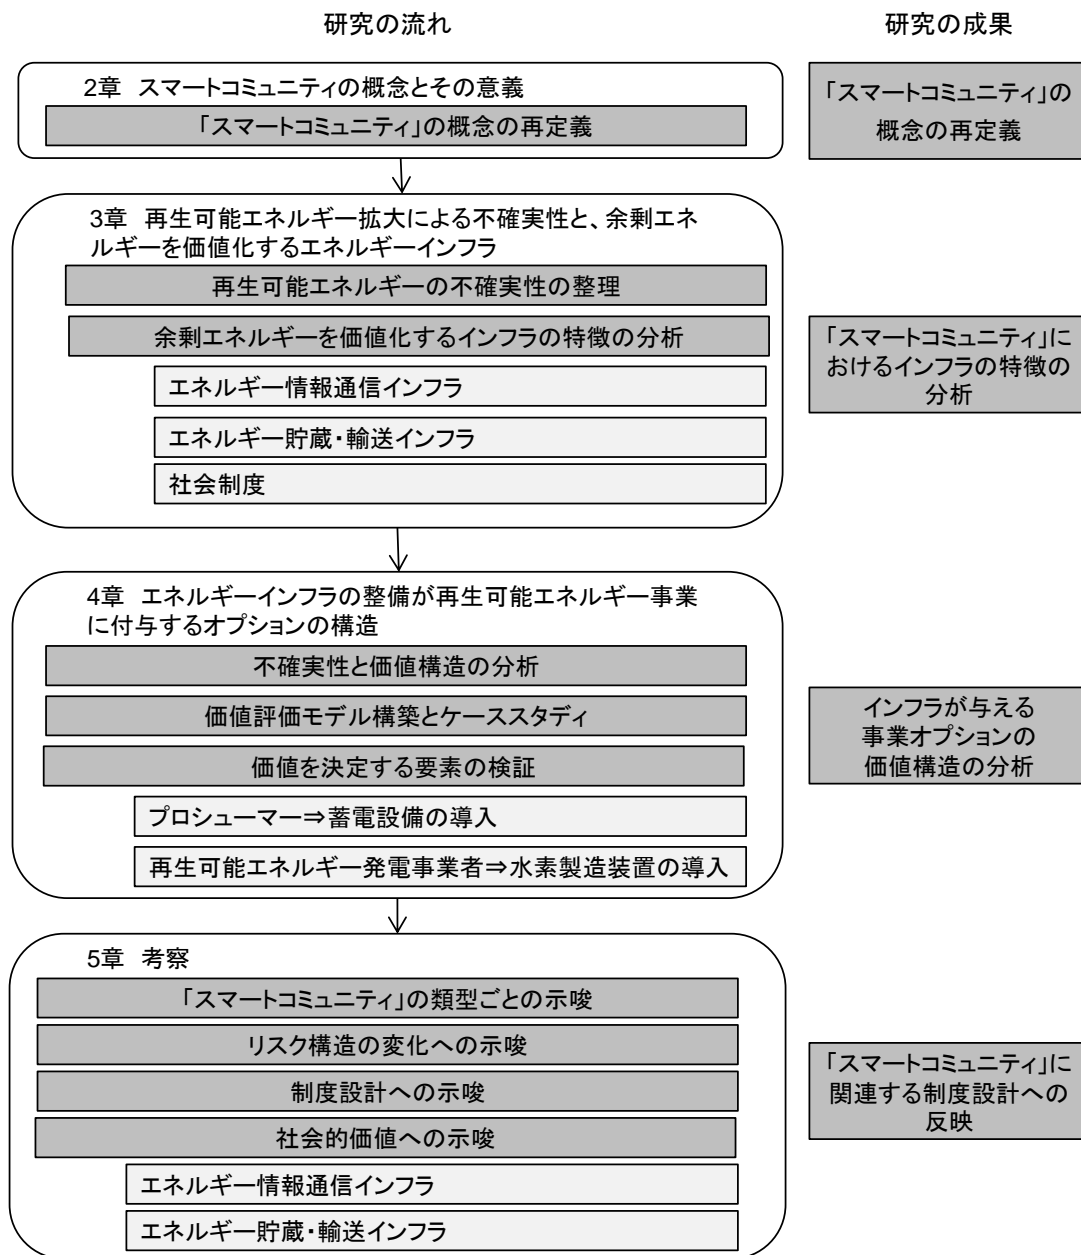 研究の流れ
研究の成果
2章 スマートコミュニティの概念とその意義
「スマートコミュニティ」の概念の再定義
「スマートコミュニティ」の
概念の再定義
3章 再生可能エネルギー拡大による不確実性と、余剰エネ
ルギーを価値化するエネルギーインフラ
再生可能エネルギーの不確実性の整理
余剰エネルギーを価値化するインフラの特徴の分析
エネルギー情報通信インフラ
エネルギー貯蔵・輸送インフラ
社会制度
「スマートコミュニティ」に
おけるインフラの特徴の
分析
4章 エネルギーインフラの整備が再生可能エネルギー事業
に付与するオプションの構造
不確実性と価値構造の分析
価値評価モデル構築とケーススタディ
価値を決定する要素の検証
プロシューマー⇒蓄電設備の導入
再生可能エネルギー発電事業者⇒水素製造装置の導入
インフラが与える
事業オプションの
価値構造の分析
5章 考察
「スマートコミュニティ」の類型ごとの示唆
リスク構造の変化への示唆
制度設計への示唆
社会的価値への示唆
エネルギー情報通信インフラ
エネルギー貯蔵・輸送インフラ
「スマートコミュニティ」に
関連する制度設計への
反映